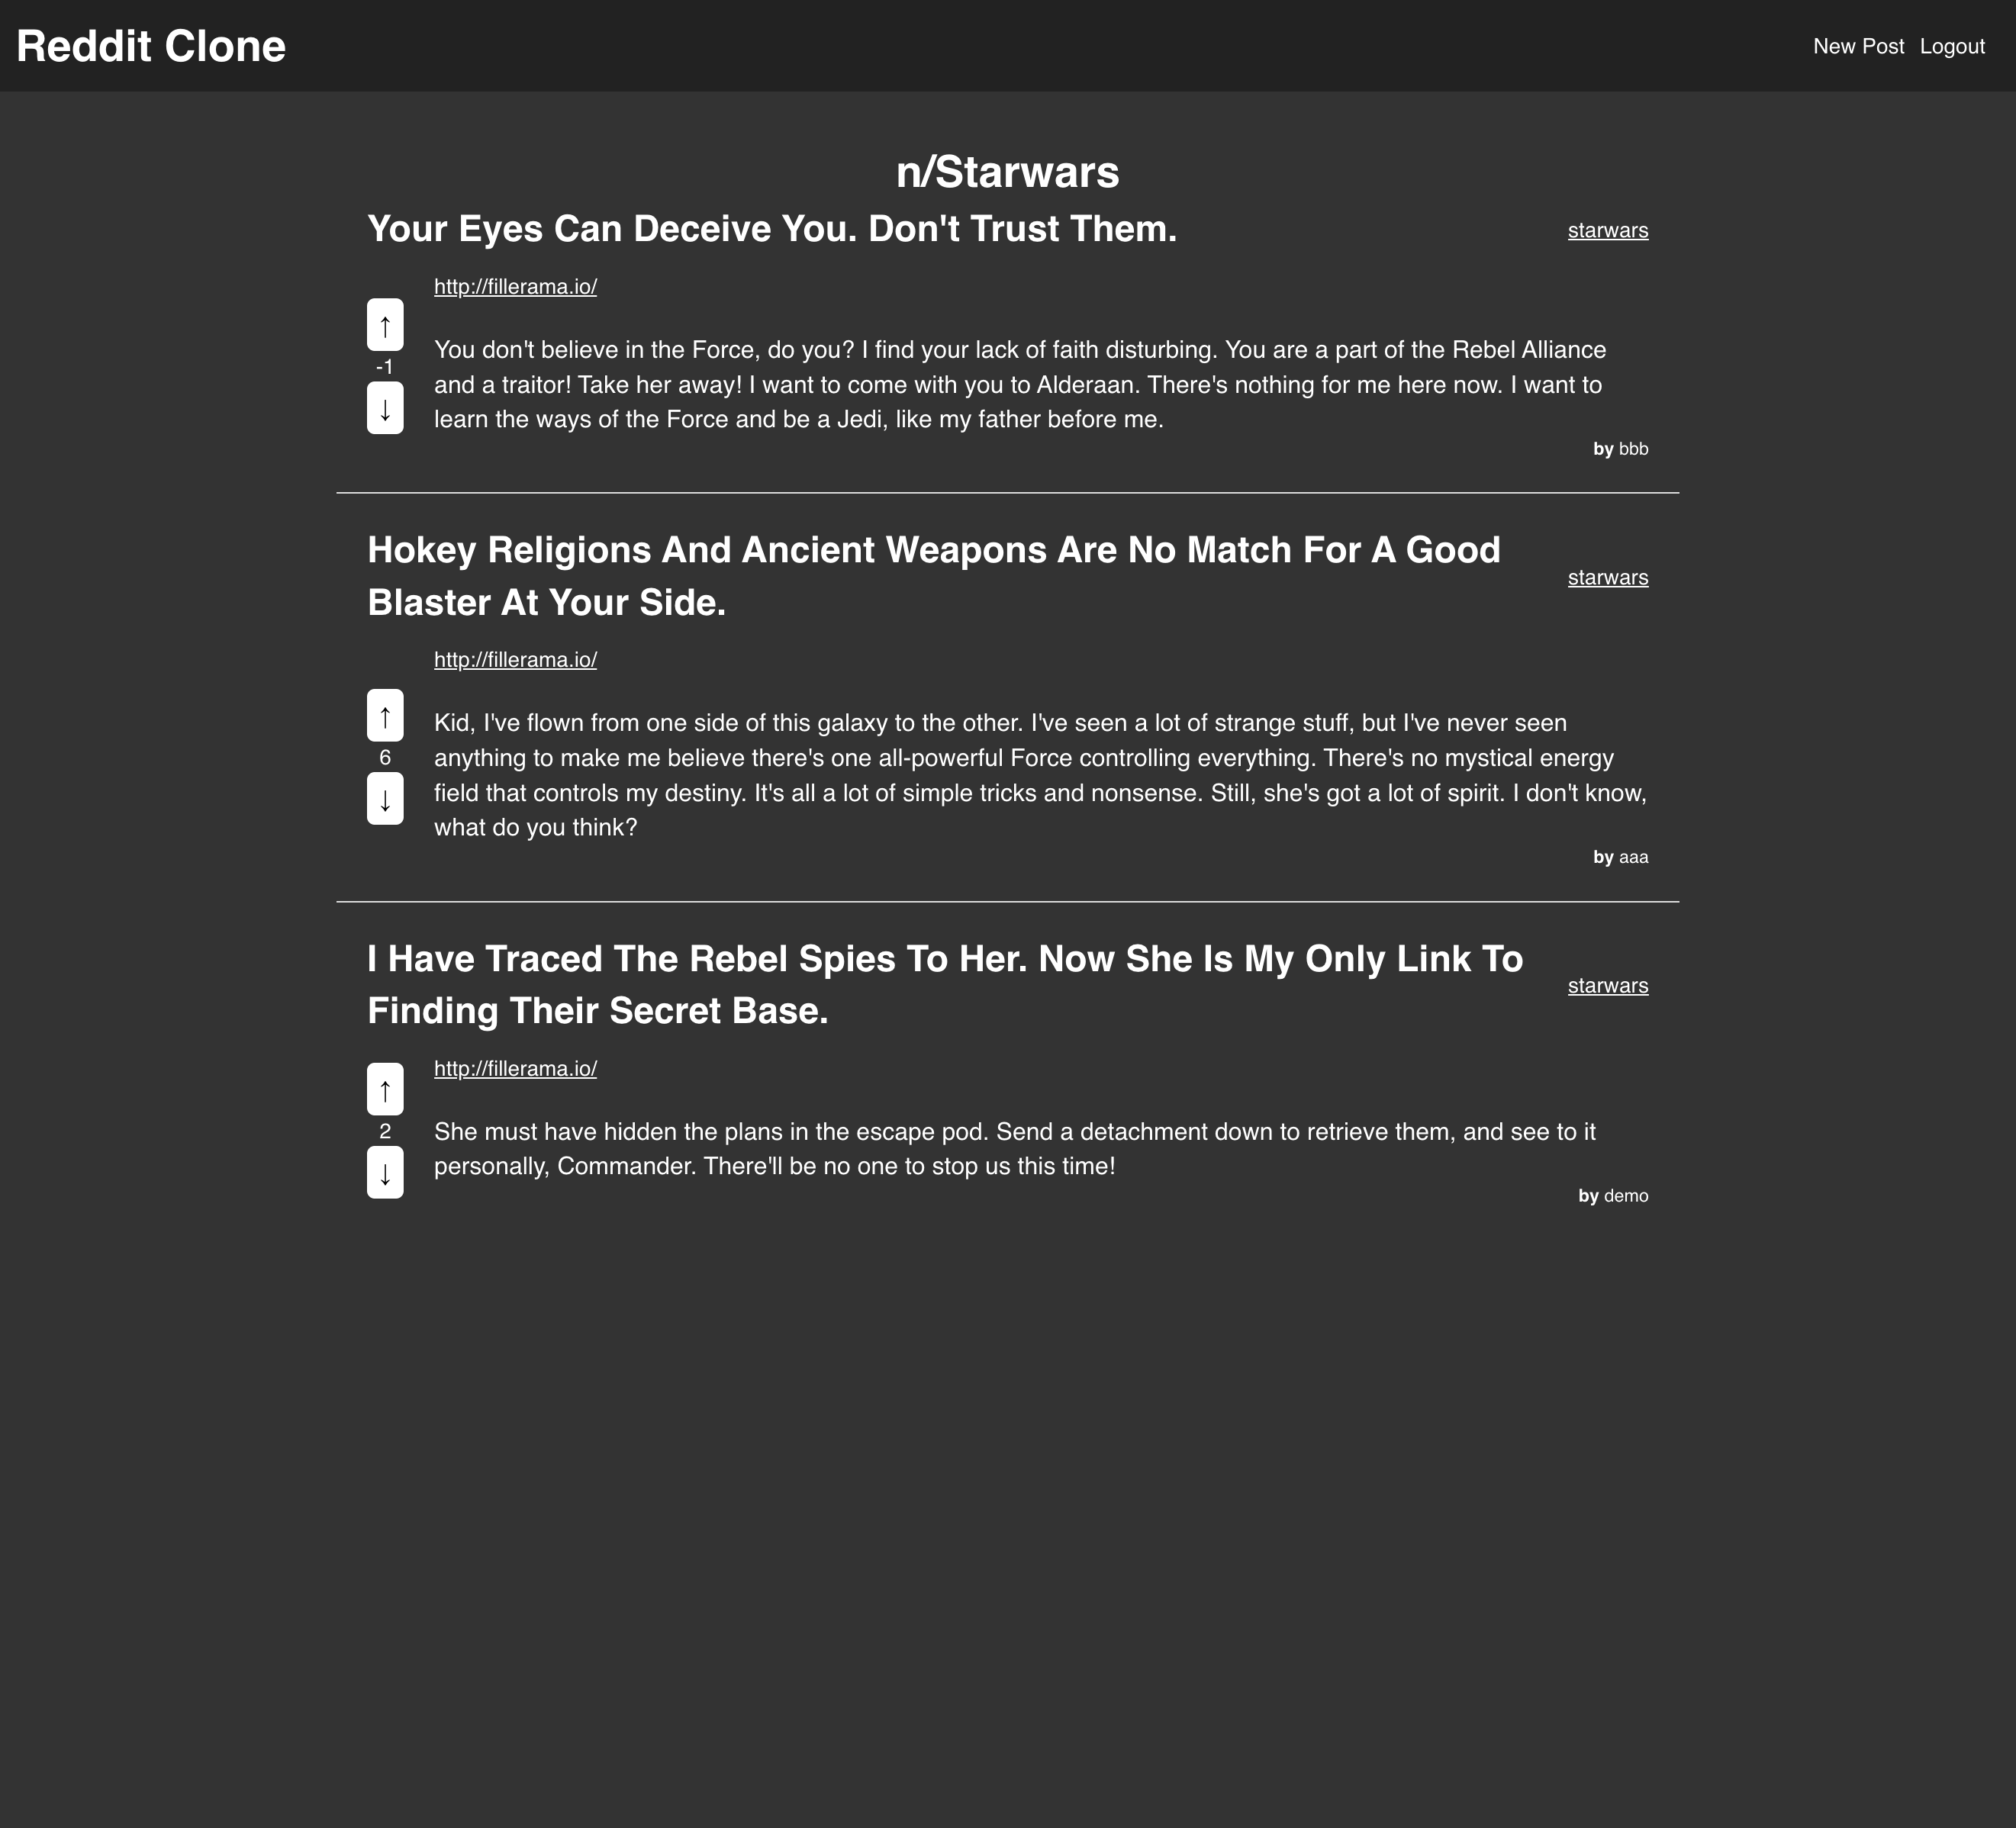 Reddit Clone
New Post Logout
n/Starwars
Your Eyes Can Deceive You. Don't Trust Them.
starwars
http://fillerama.io/
↑
-1
↓
You don't believe in the Force, do you? I find your lack of faith disturbing. You are a part of the Rebel Alliance
and a traitor! Take her away! I want to come with you to Alderaan. There's nothing for me here now. I want to
learn the ways of the Force and be a Jedi, like my father before me.
by bbb
Hokey Religions And Ancient Weapons Are No Match For A Good
Blaster At Your Side.
starwars
http://fillerama.io/
↑
6
↓
Kid, I've flown from one side of this galaxy to the other. I've seen a lot of strange stuff, but I've never seen
anything to make me believe there's one all-powerful Force controlling everything. There's no mystical energy
field that controls my destiny. It's all a lot of simple tricks and nonsense. Still, she's got a lot of spirit. I don't know,
what do you think?
by aaa
I Have Traced The Rebel Spies To Her. Now She Is My Only Link To
Finding Their Secret Base.
starwars
http://fillerama.io/
↑
2
↓
She must have hidden the plans in the escape pod. Send a detachment down to retrieve them, and see to it
personally, Commander. There'll be no one to stop us this time!
by demo